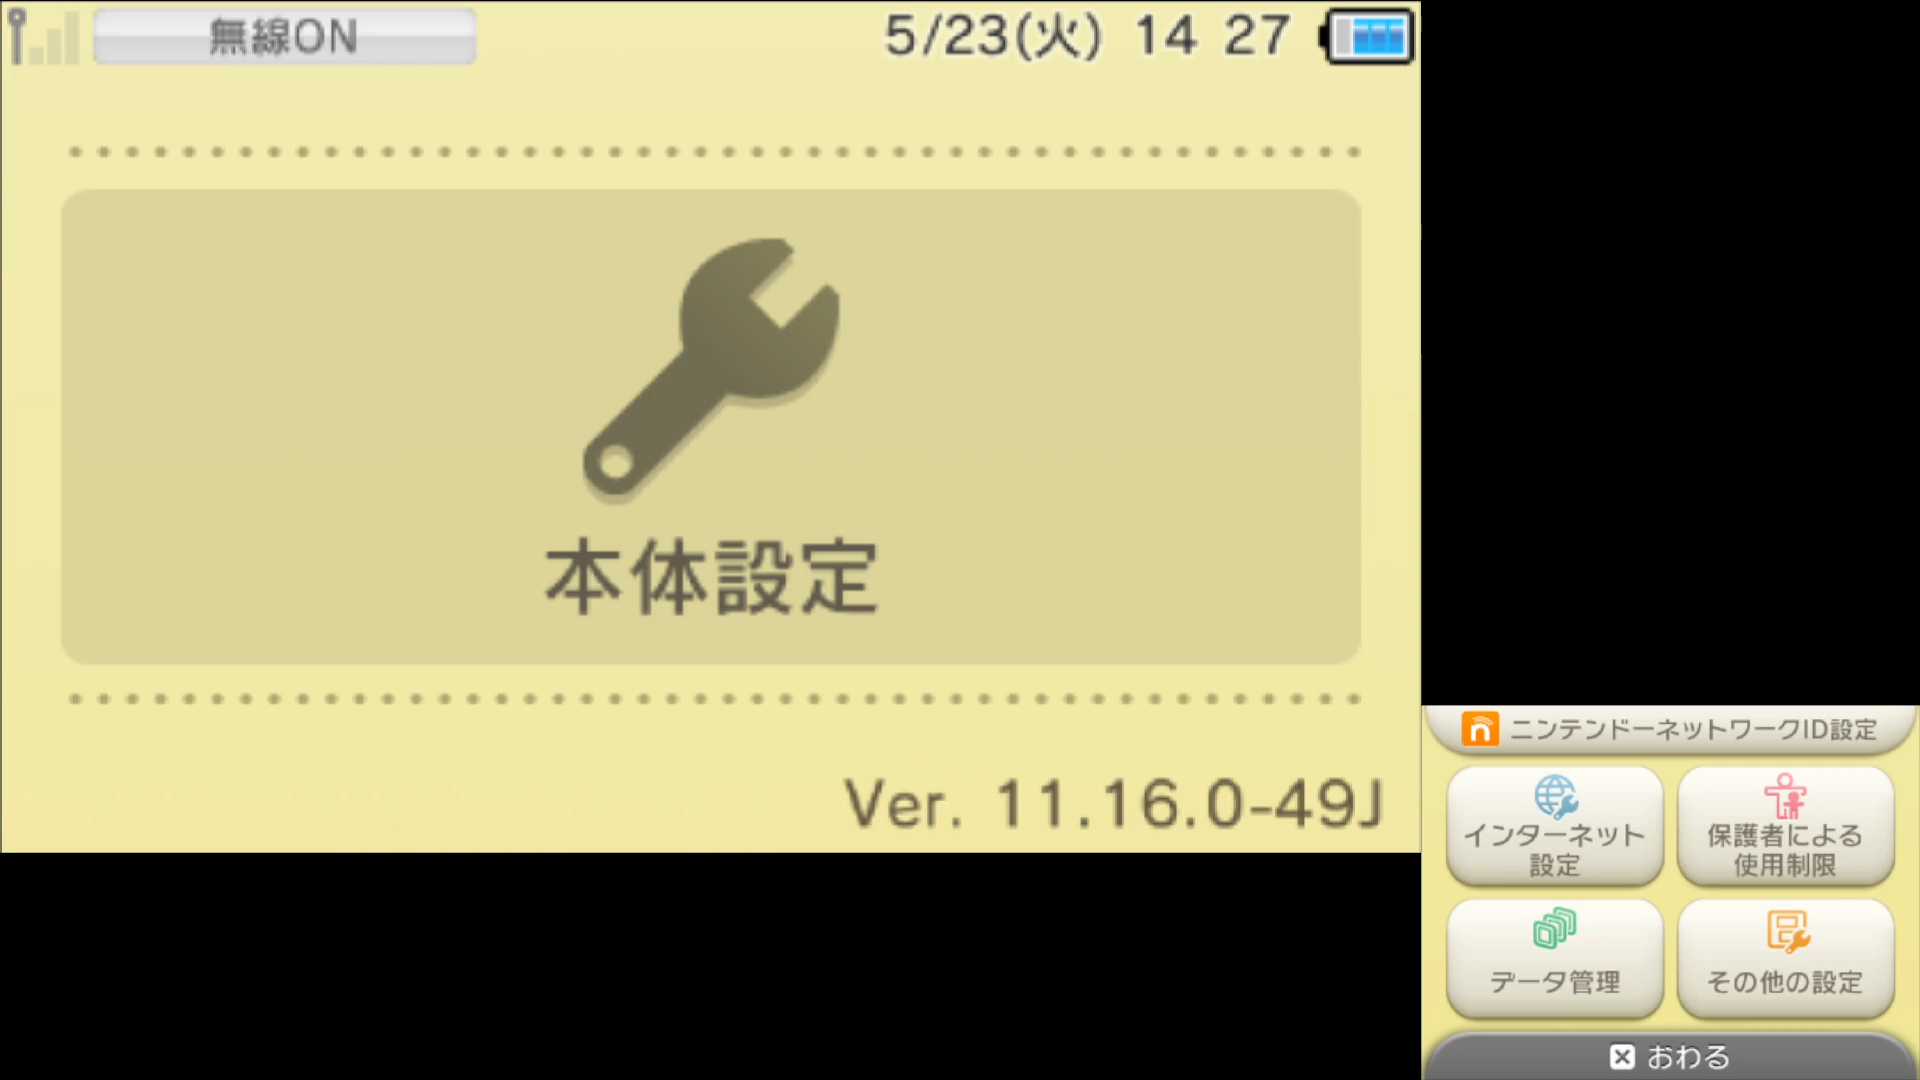 無線ON
5/23(火) 14 27
本体設定
Ver. 11.16.0-49J
ニンテンドーネットワークID設定
インターネット
設定
保護者による
使用制限
データ管理
その他の設定
おわる